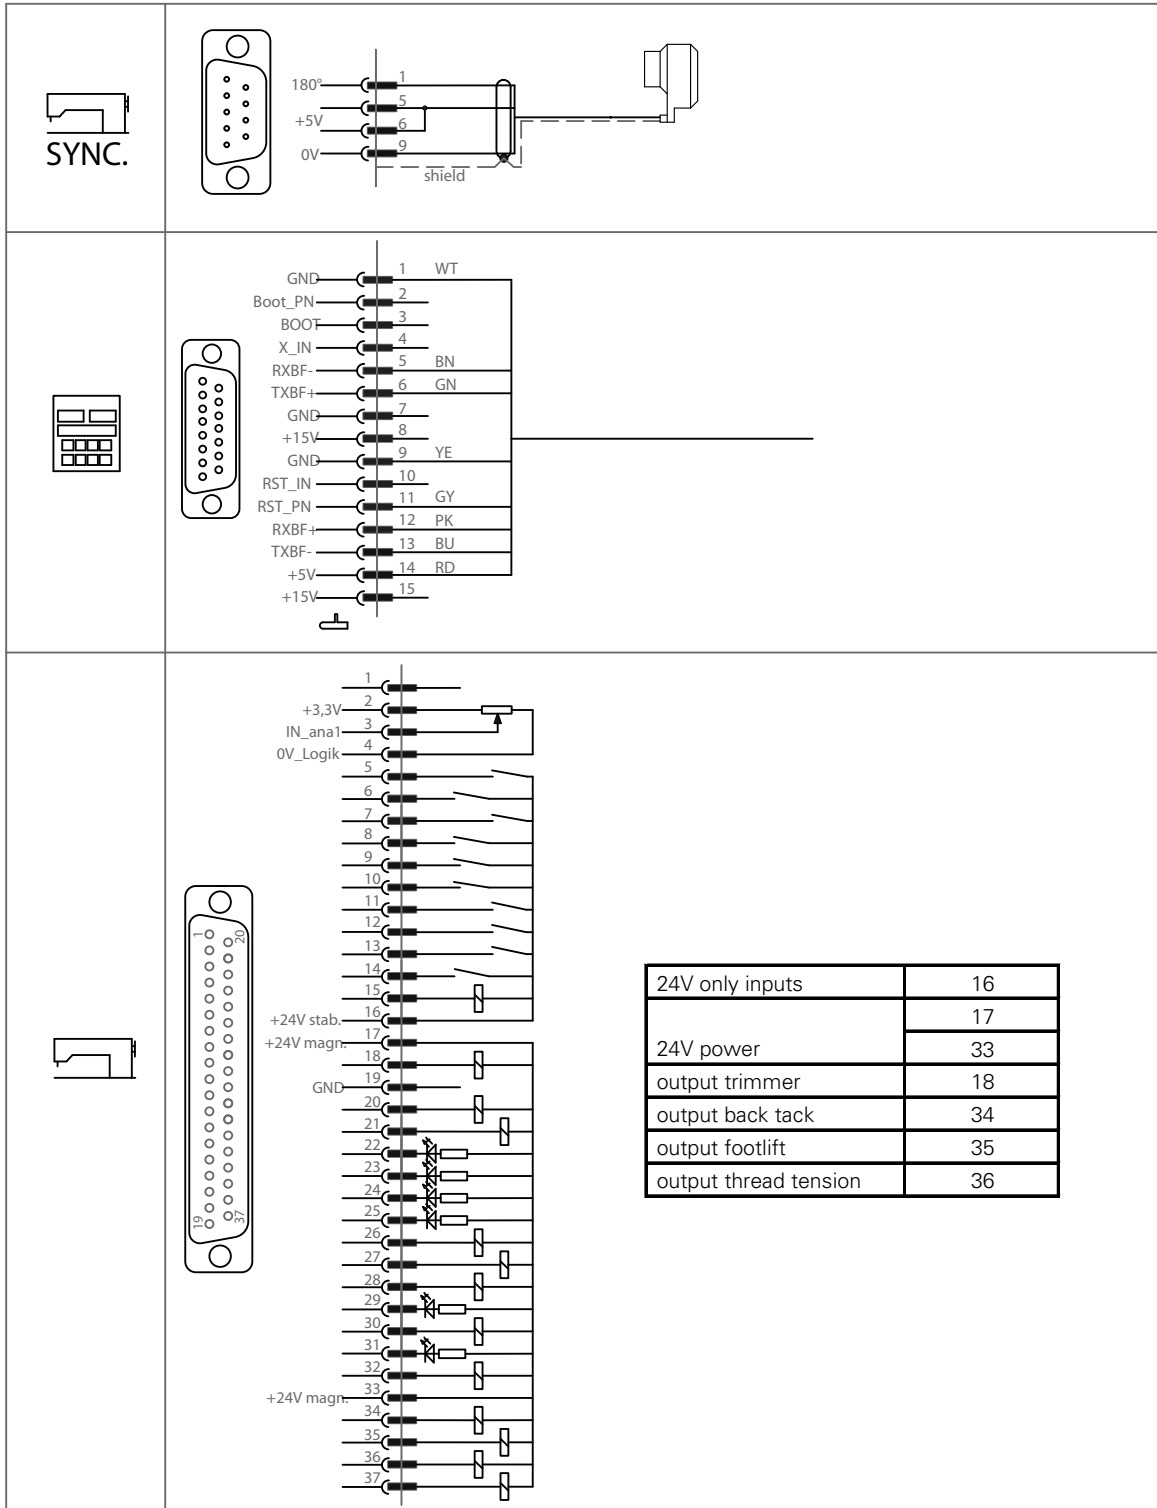 SYNC.
180°
1
5
+5V
6
0V
9
shield
GND 1 WT
Boot_PN 2
BOOT 3
X_IN 4
RXBF- 5 BN
TXBF+ 6 GN
GND 7
+15V 8
GND 9 YE
RST_IN 10
RST_PN 11 GY
RXBF+ 12 PK
TXBF- 13 BU
+5V 14 RD
+15V 15
1 20
19 37
1
+3,3V 2
IN_ana1 3
0V_Logik 4
5
6
7
8
9
10
11
12
13
14
15
+24V stab. 16
+24V magn. 17
18
GND 19
20
21
22
23
24
25
26
27
28
29
30
31
32
+24V magn. 33
34
35
36
37
24V only inputs 16
17
24V power 33
output trimmer 18
output back tack 34
output footlift 35
output thread tension 36